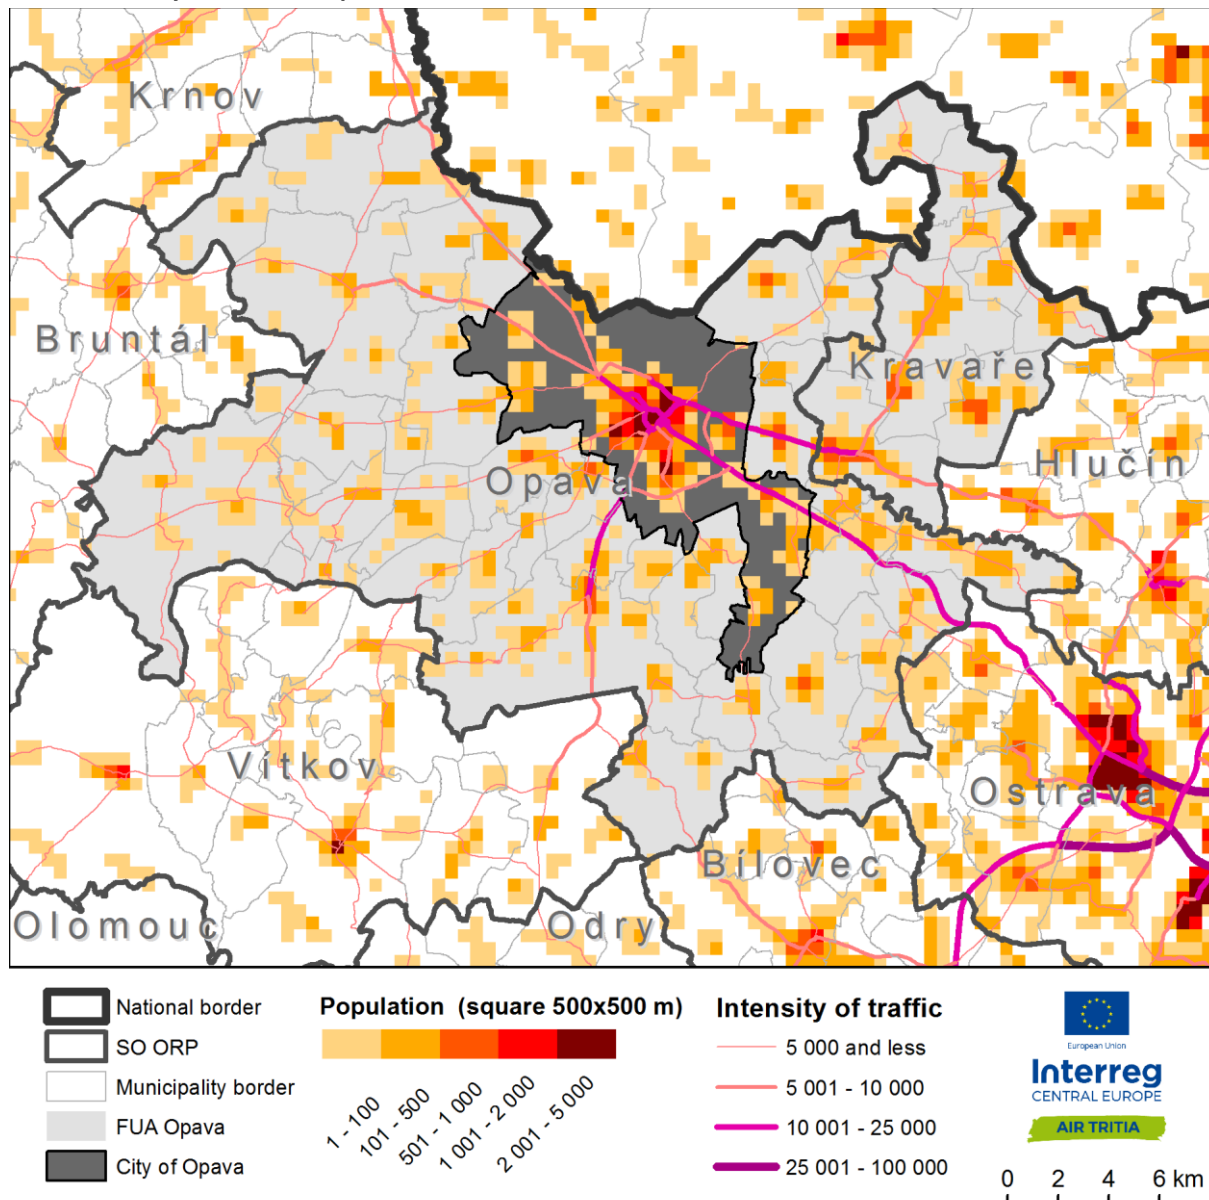 Krnov
Bruntál
Kravaře
Hlučín
Opava
Vítkov
Ostrava
Bílovec
Olomouc
Odry
National border
SO ORP
Municipality border
FUA Opava
City of Opava
Population (square 500x500 m)
1 - 100
101 - 500
501 - 1 000
1 001 - 2 000
2 001 - 5 000
Intensity of traffic
5 000 and less
5 001 - 10 000
10 001 - 25 000
25 001 - 100 000
European Union
Interreg
CENTRAL EUROPE
AIR TRITIA
0 2 4 6 km